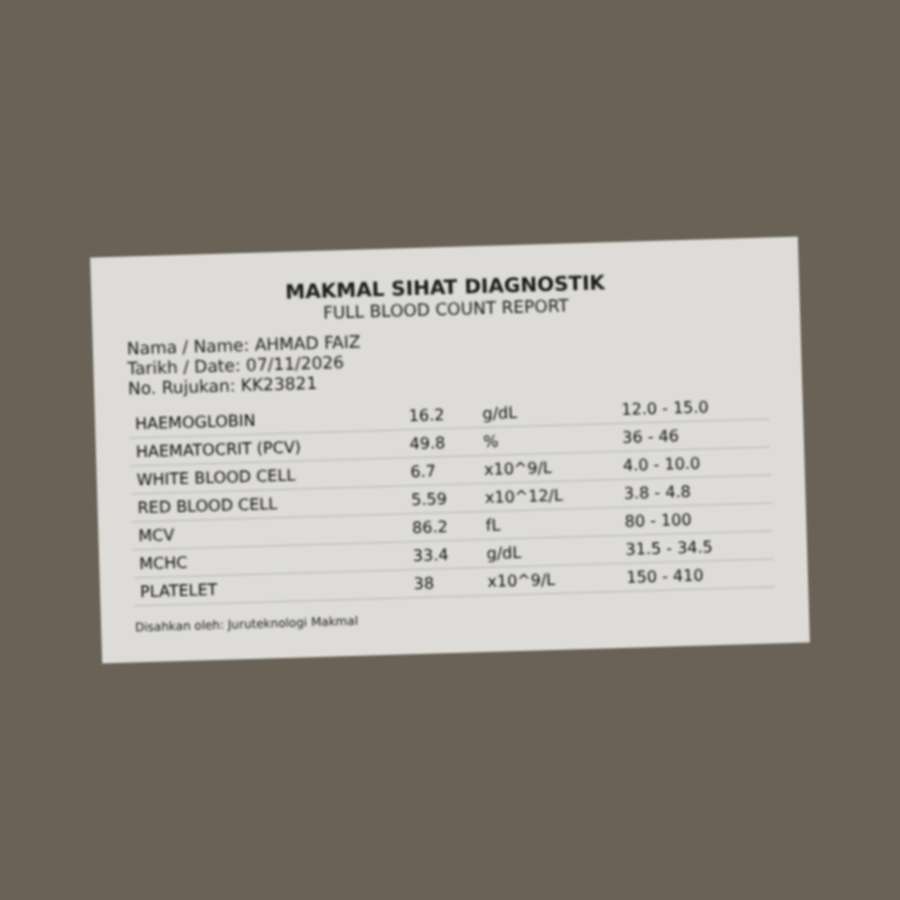 MAKMAL SIHAT DIAGNOSTIK
FULL BLOOD COUNT REPORT
Nama / Name: AHMAD FAIZ
Tarikh / Date: 07/11/2026
No. Rujukan: KK23821
HAEMOGLOBIN 16.2 g/dL 12.0 - 15.0
HAEMATOCRIT (PCV) 49.8 % 36 - 46
WHITE BLOOD CELL 6.7 x10^9/L 4.0 - 10.0
RED BLOOD CELL 5.59 x10^12/L 3.8 - 4.8
MCV 86.2 fL 80 - 100
MCHC 33.4 g/dL 31.5 - 34.5
PLATELET 38 x10^9/L 150 - 410
Disahkan oleh: Juruteknologi Makmal